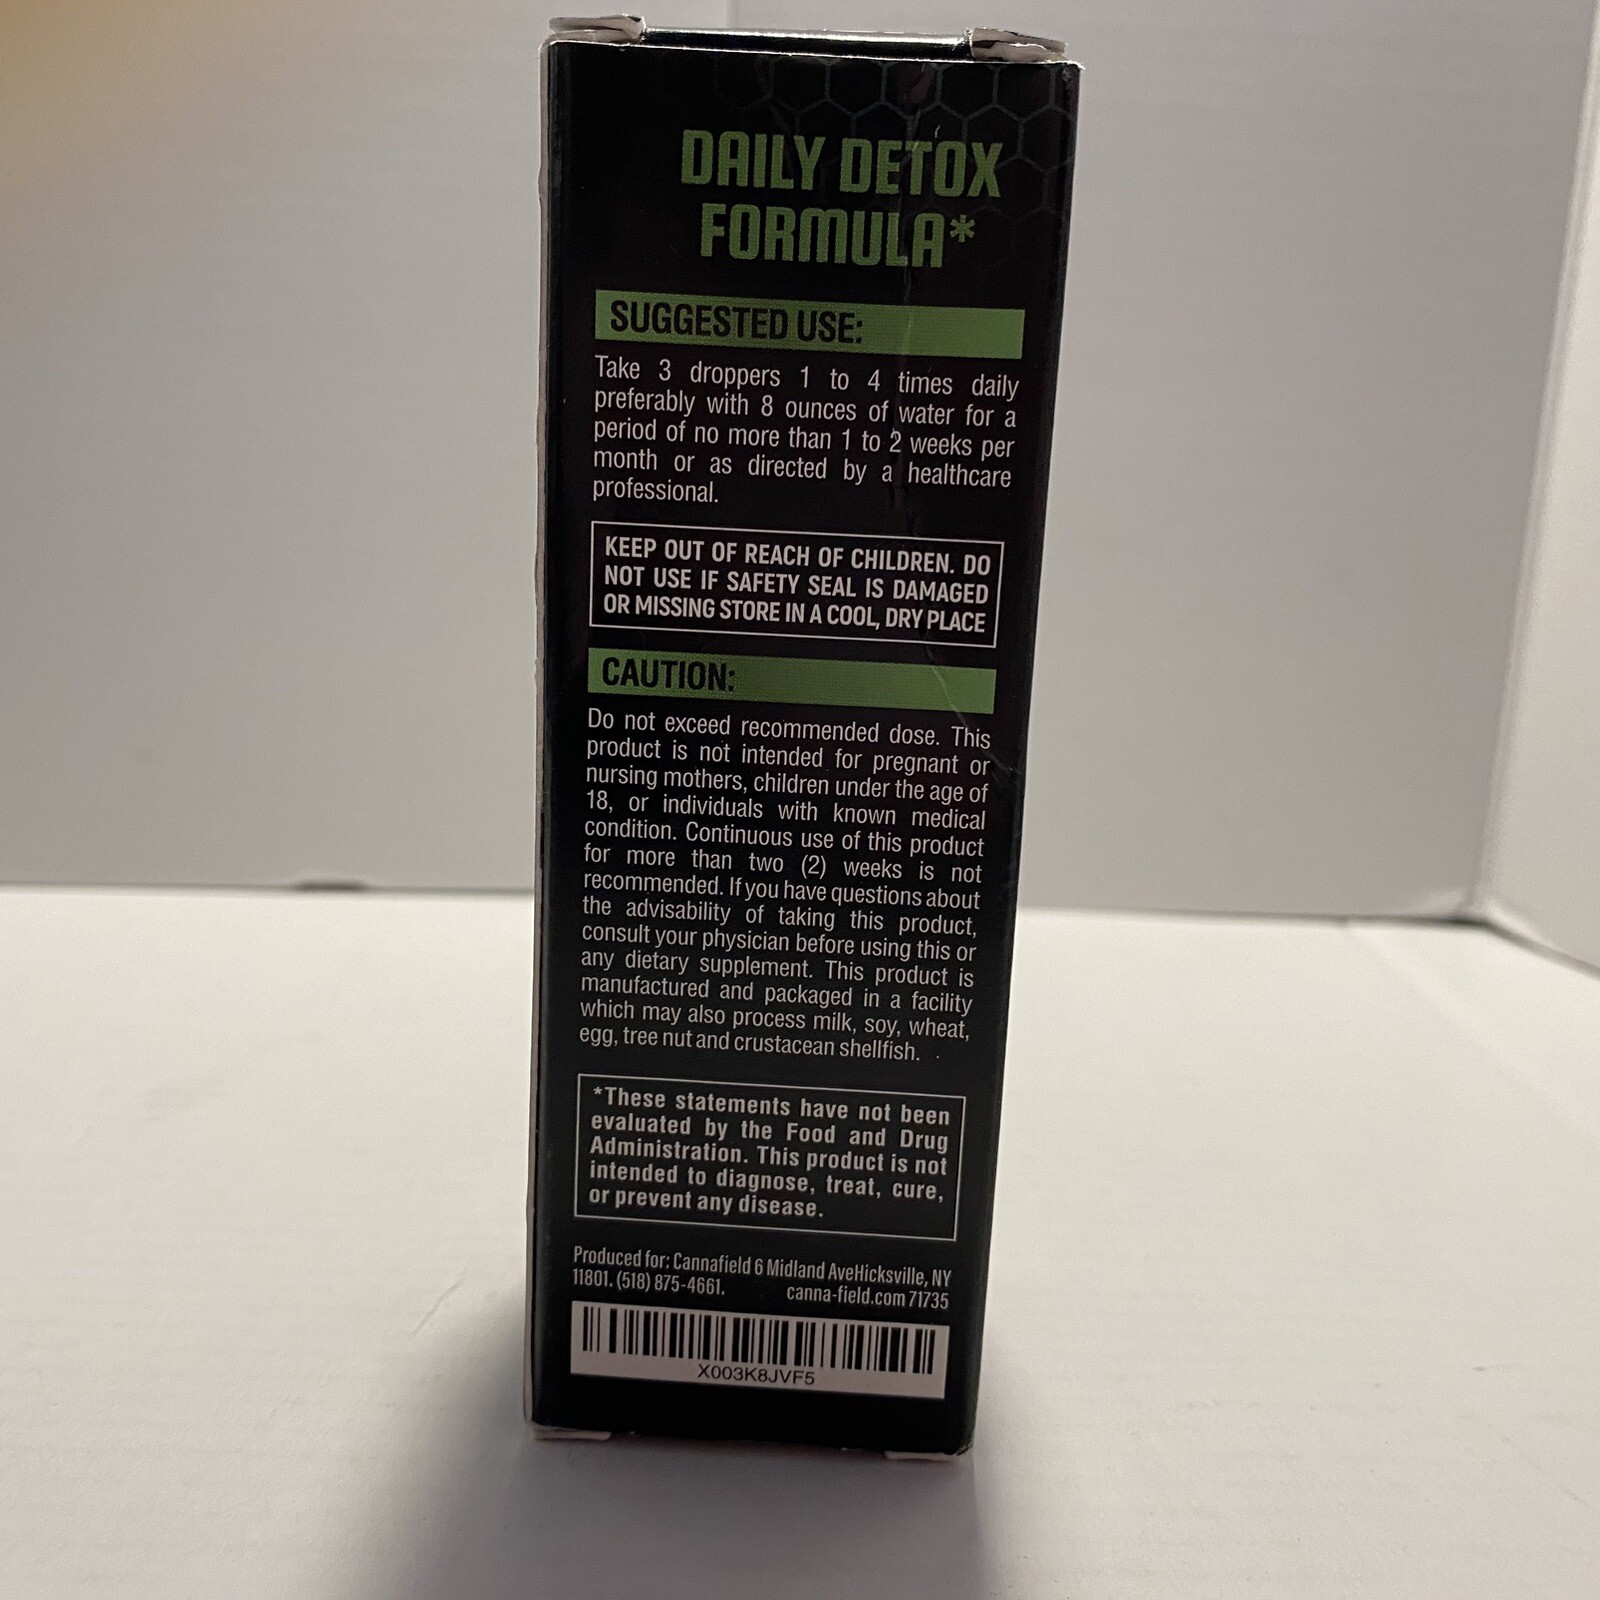 DAILY DETOX
FORMULA*
SUGGESTED USE:
Take 3 droppers 1 to 4 times daily
preferably with 8 ounces of water for a
period of no more than 1 to 2 weeks per
month or as directed by a healthcare
professional.
KEEP OUT OF REACH OF CHILDREN. DO
NOT USE IF SAFETY SEAL IS DAMAGED
OR MISSING STORE IN A COOL, DRY PLACE
CAUTION:
Do not exceed recommended dose. This
product is not intended for pregnant or
nursing mothers, children under the age of
18, or individuals with known medical
condition. Continuous use of this product
for more than two (2) weeks is not
recommended. If you have questions about
the advisability of taking this product,
consult your physician before using this or
any dietary supplement. This product is
manufactured and packaged in a facility
which may also process milk, soy, wheat,
egg, tree nut and crustacean shellfish.
*These statements have not been
evaluated by the Food and Drug
Administration. This product is not
intended to diagnose, treat, cure,
or prevent any disease.
Produced for: Cannafield 6 Midland AveHicksville, NY
11801. (518) 875-4661. canna-field.com 71735
X003K8JVF5